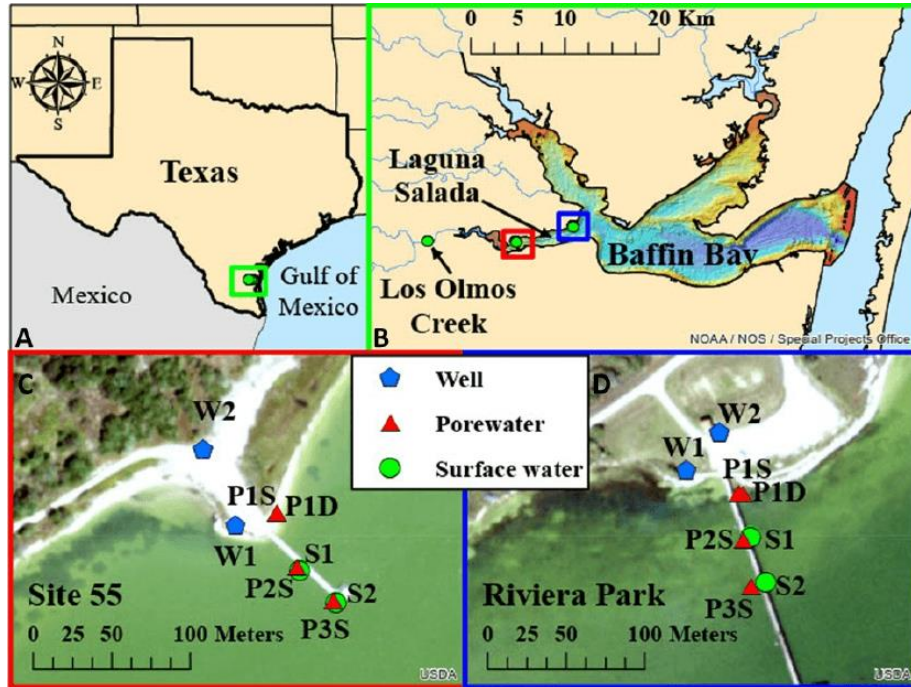 N
W E
S
Texas
Mexico
Gulf of
Mexico
A
0 5 10 20 Km
Laguna
Salada
Baffin Bay
Los Olmos
Creek
B
NOAA / NOS / Special Projects Office
C
W2
P1S
P1D
W1
S1
P2S
S2
P3S
Site 55
0 25 50 100 Meters
USDA
Well
Porewater
Surface water
D
W2
W1
P1S
P1D
P2S
S1
S2
P3S
Riviera Park
0 25 50 100 Meters
USDA